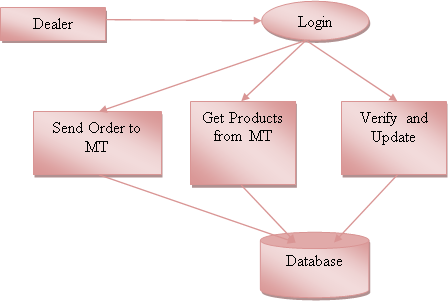 Dealer
Login
Send Order to
MT
Get Products
from MT
Verify and
Update
Database